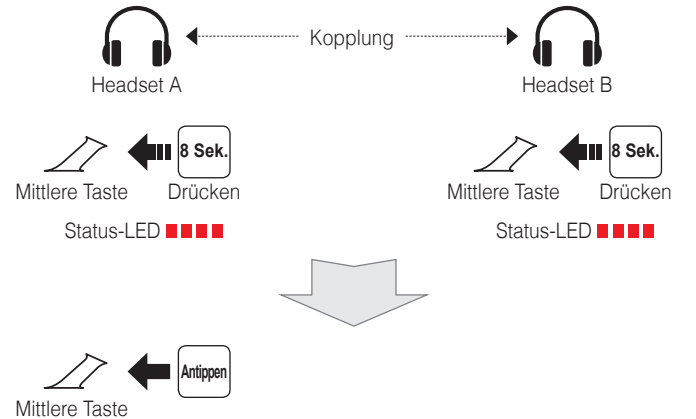 Kopplung
Headset A Headset B
8 Sek. 8 Sek.
Mittlere Taste Drücken Mittlere Taste Drücken
Status-LED Status-LED
Antippen
Mittlere Taste